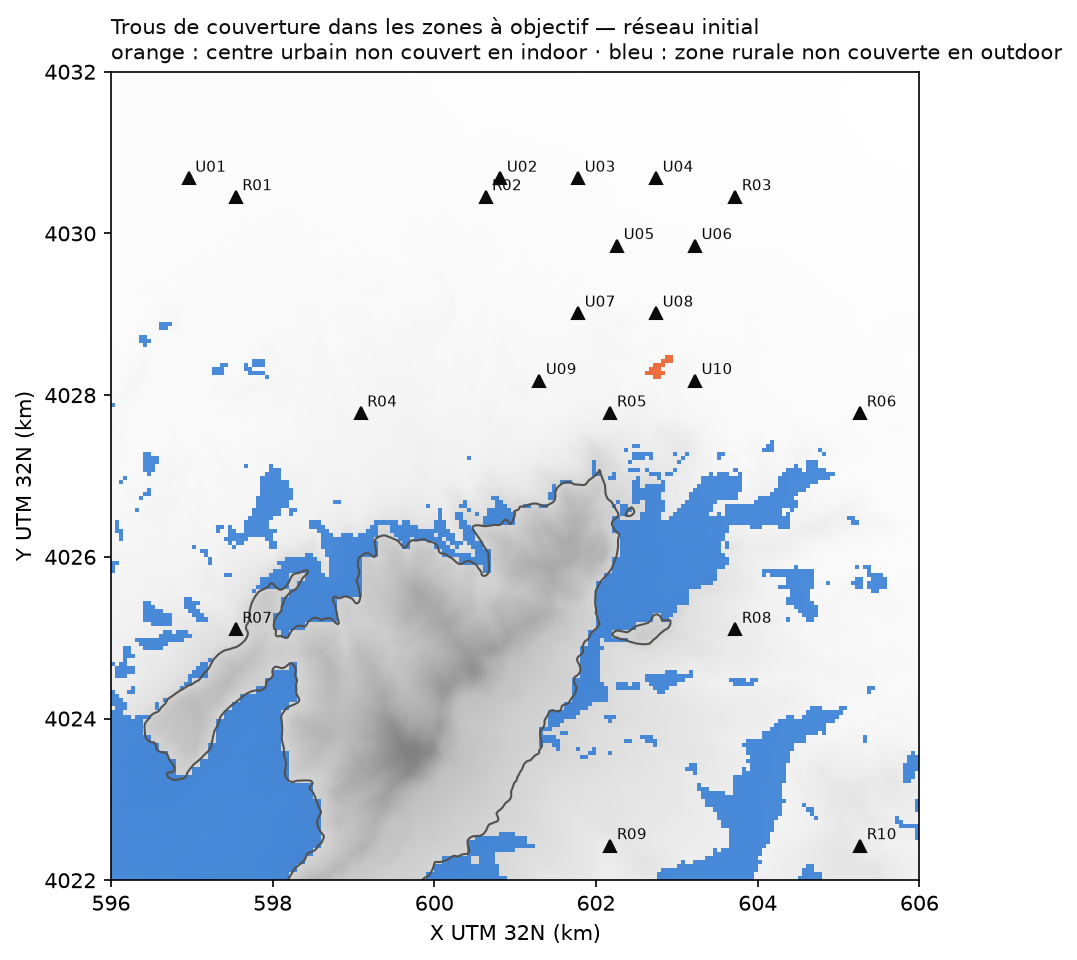 Trous de couverture dans les zones à objectif — réseau initial
orange : centre urbain non couvert en indoor · bleu : zone rurale non couverte en outdoor
4032
U01
U02
U03
U04
R01
R02
R03
4030
U05
U06
U07
U08
U09
U10
4028
R04
R05
R06
Y UTM 32N (km)
4026
R07
R08
4024
R09
R10
4022
596
598
600
602
604
606
X UTM 32N (km)